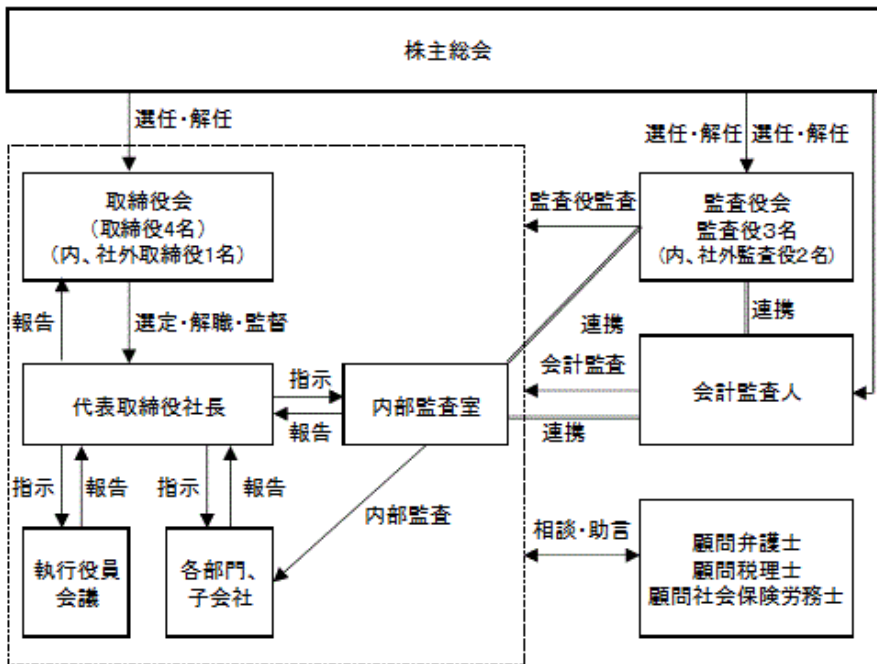 株主総会
選任・解任
選任・解任
選任・解任
取締役会
(取締役4名)
(内、社外取締役1名)
監査役監査
監査役会
監査役3名
(内、社外監査役2名)
報告
選定・解職・監督
連携
連携
会計監査
代表取締役社長
指示
報告
内部監査室
連携
会計監査人
指示
報告
指示
報告
内部監査
執行役員
会議
各部門、
子会社
相談・助言
顧問弁護士
顧問税理士
顧問社会保険労務士